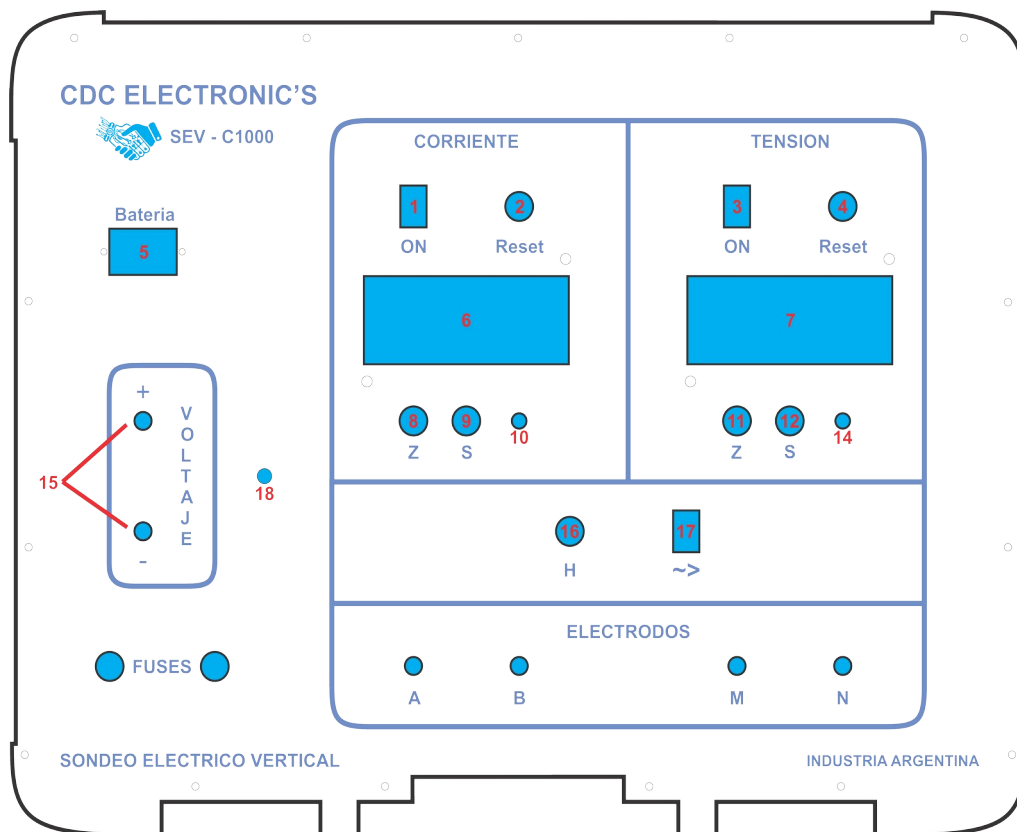 CDC ELECTRONIC'S
SEV - C1000
Bateria
5
+
VOLTAJE
-
15
18
FUSES
CORRIENTE
1
2
ON
Reset
6
8
9
10
Z
S
TENSION
3
4
ON
Reset
7
11
12
14
Z
S
16
17
H
~>
ELECTRODOS
A
B
M
N
SONDEO ELECTRICO VERTICAL
INDUSTRIA ARGENTINA